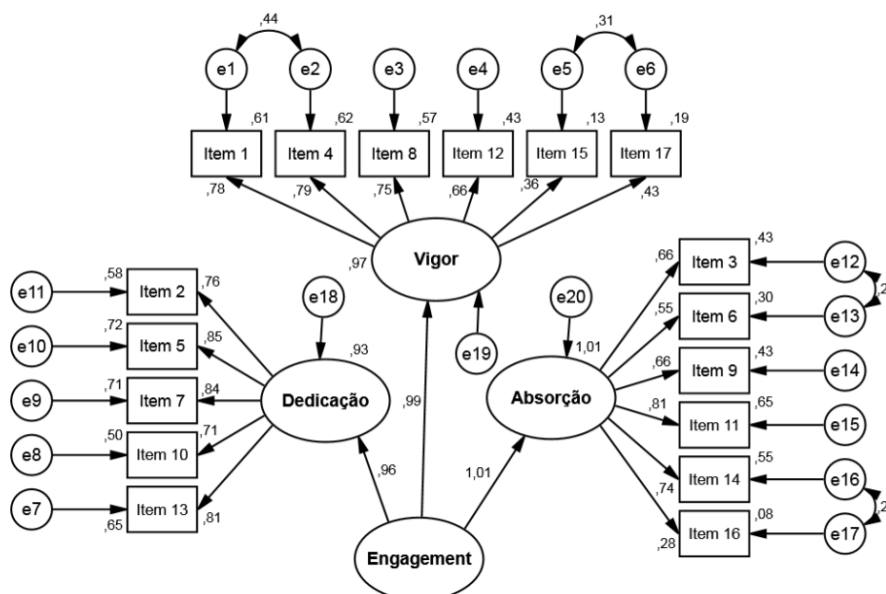 ,44
,31
e1
e2
e3
e4
e5
e6
,61
,62
,57
,43
,13
,19
Item 1
Item 4
Item 8
Item 12
Item 15
Item 17
,78
,79
,75
,66
,36
,43
Vigor
,97
e11
,58
Item 2
,76
e10
,72
Item 5
,85
e9
,71
Item 7
,84
e8
,50
Item 10
,71
e7
,65
Item 13
,81
e18
,93
Dedicação
e19
e20
1,01
Absorção
,66
Item 3
,43
e12
,55
Item 6
,30
e13
,66
Item 9
,43
e14
,81
Item 11
,65
e15
,74
Item 14
,55
e16
,28
Item 16
,08
e17
,96
,99
1,01
Engagement